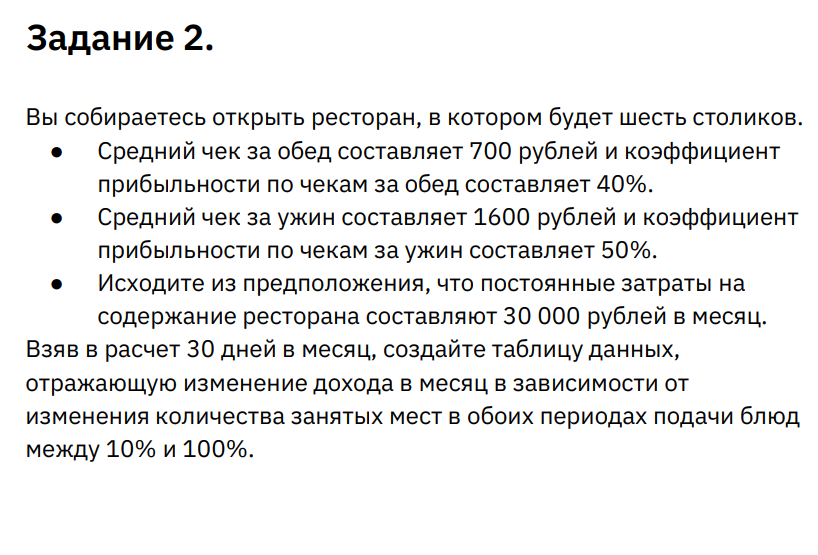 Задание 2.
Вы собираетесь открыть ресторан, в котором будет шесть столиков.
● Средний чек за обед составляет 700 рублей и коэффициент
прибыльности по чекам за обед составляет 40%.
● Средний чек за ужин составляет 1600 рублей и коэффициент
прибыльности по чекам за ужин составляет 50%.
● Исходите из предположения, что постоянные затраты на
содержание ресторана составляют 30 000 рублей в месяц.
Взяв в расчет 30 дней в месяц, создайте таблицу данных,
отражающую изменение дохода в месяц в зависимости от
изменения количества занятых мест в обоих периодах подачи блюд
между 10% и 100%.